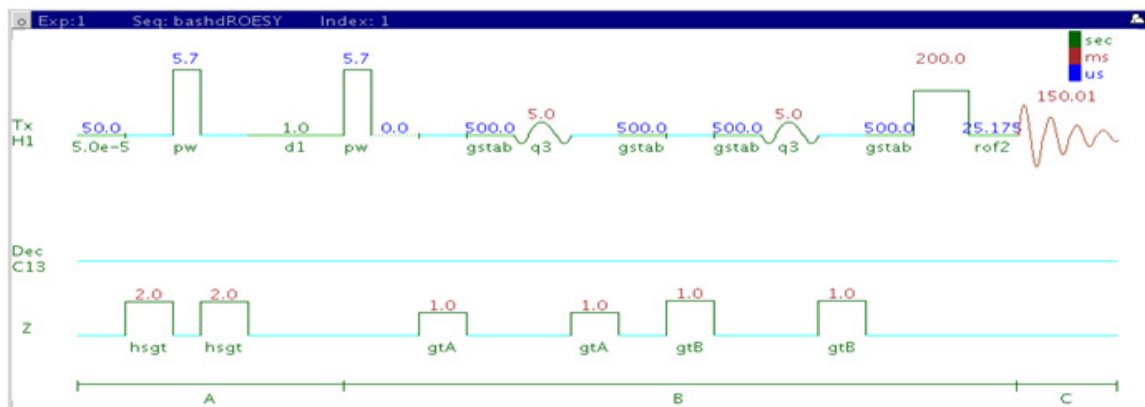 Exp:1 Seq: bashdROESY Index: 1
sec
ms
us
5.7 5.7 200.0 150.01
5.0 5.0
Tx
H1
50.0 1.0 0.0 500.0 500.0 500.0 500.0 25.175
5.0e-5 pw d1 pw gstab q3 gstab gstab q3 gstab rof2
Dec
C13
2.0 2.0 1.0 1.0 1.0 1.0
Z
hsgt hsgt gtA gtA gtB gtB
A B C